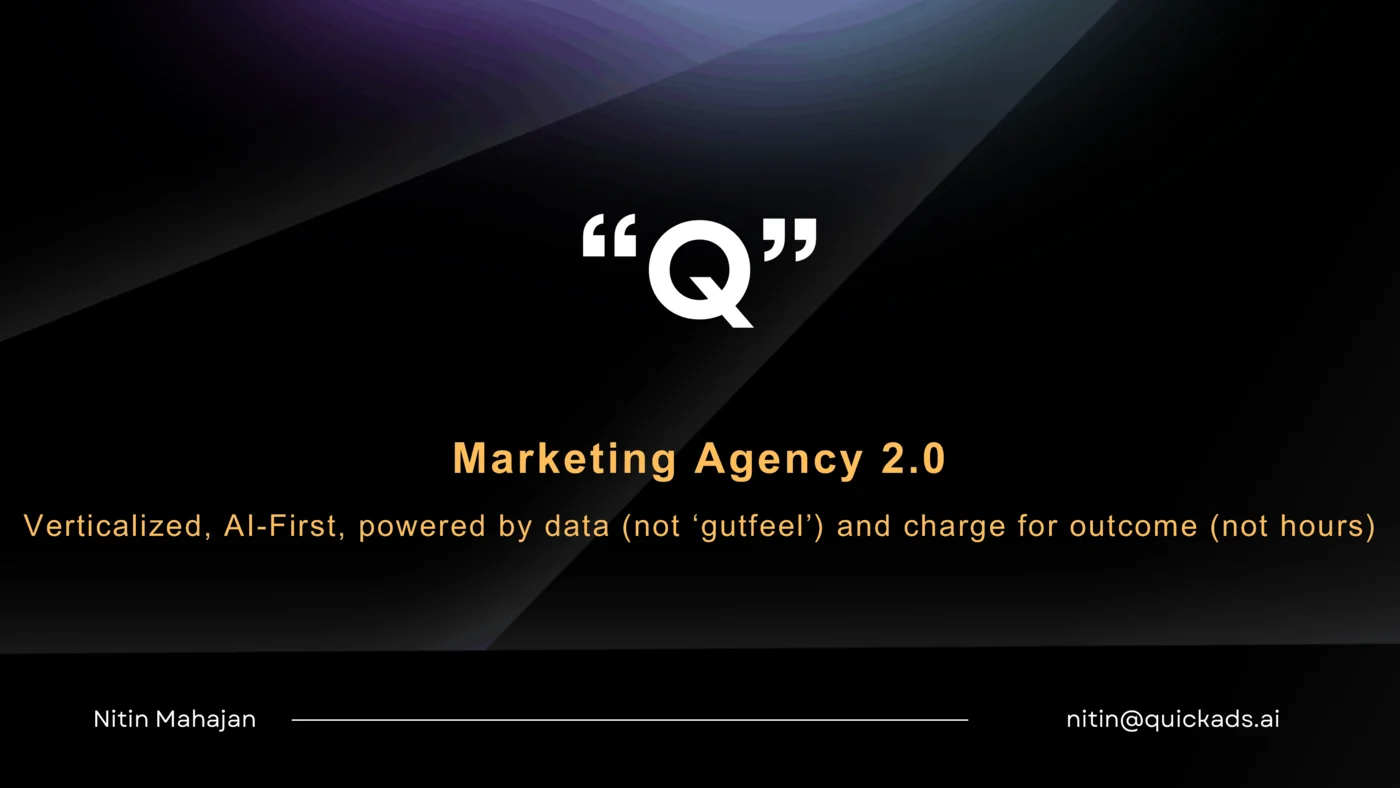 “Q”
Marketing Agency 2.0
Verticalized, AI-First, powered by data (not ‘gutfeel’) and charge for outcome (not hours)
Nitin Mahajan
nitin@quickads.ai